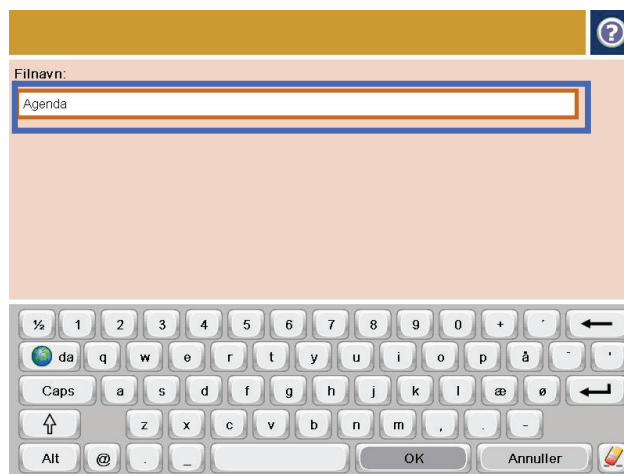 ?
Filnavn:
Agenda
½ 1 2 3 4 5 6 7 8 9 0 + ´
da q w e r t y u i o p å ¨ '
Caps a s d f g h j k l æ ø
z x c v b n m , . -
Alt @ . _ OK Annuller